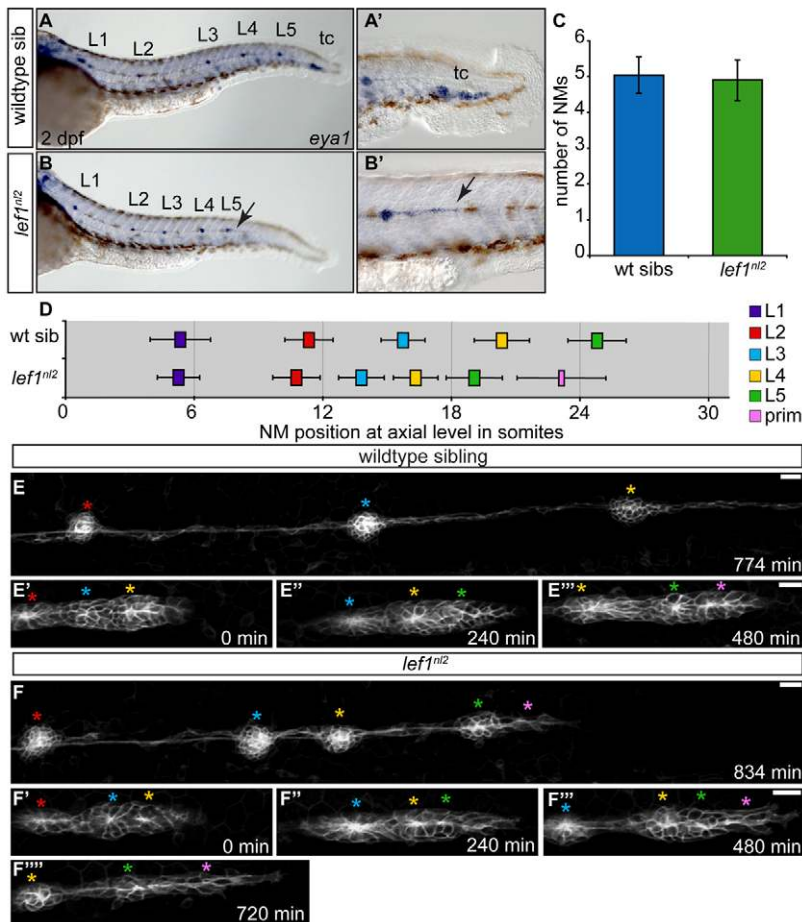 wildtype sib
A
L1
L2
L3
L4
L5
tc
2 dpf
eya1
A'
tc
C
number of NMs
6
5
4
3
2
1
0
wt sibs
lef1nl2
lef1nl2
B
L1
L2
L3
L4
L5
B'
D
wt sib
lef1nl2
0
6
12
18
24
30
NM position at axial level in somites
L1
L2
L3
L4
L5
prim
wildtype sibling
E
* * *
774 min
E'
* * *
0 min
E''
* * *
240 min
E'''
* * *
480 min
lef1nl2
F
* * * * *
834 min
F'
* * *
0 min
F''
* * *
240 min
F'''
* * * *
480 min
F''''
* * *
720 min